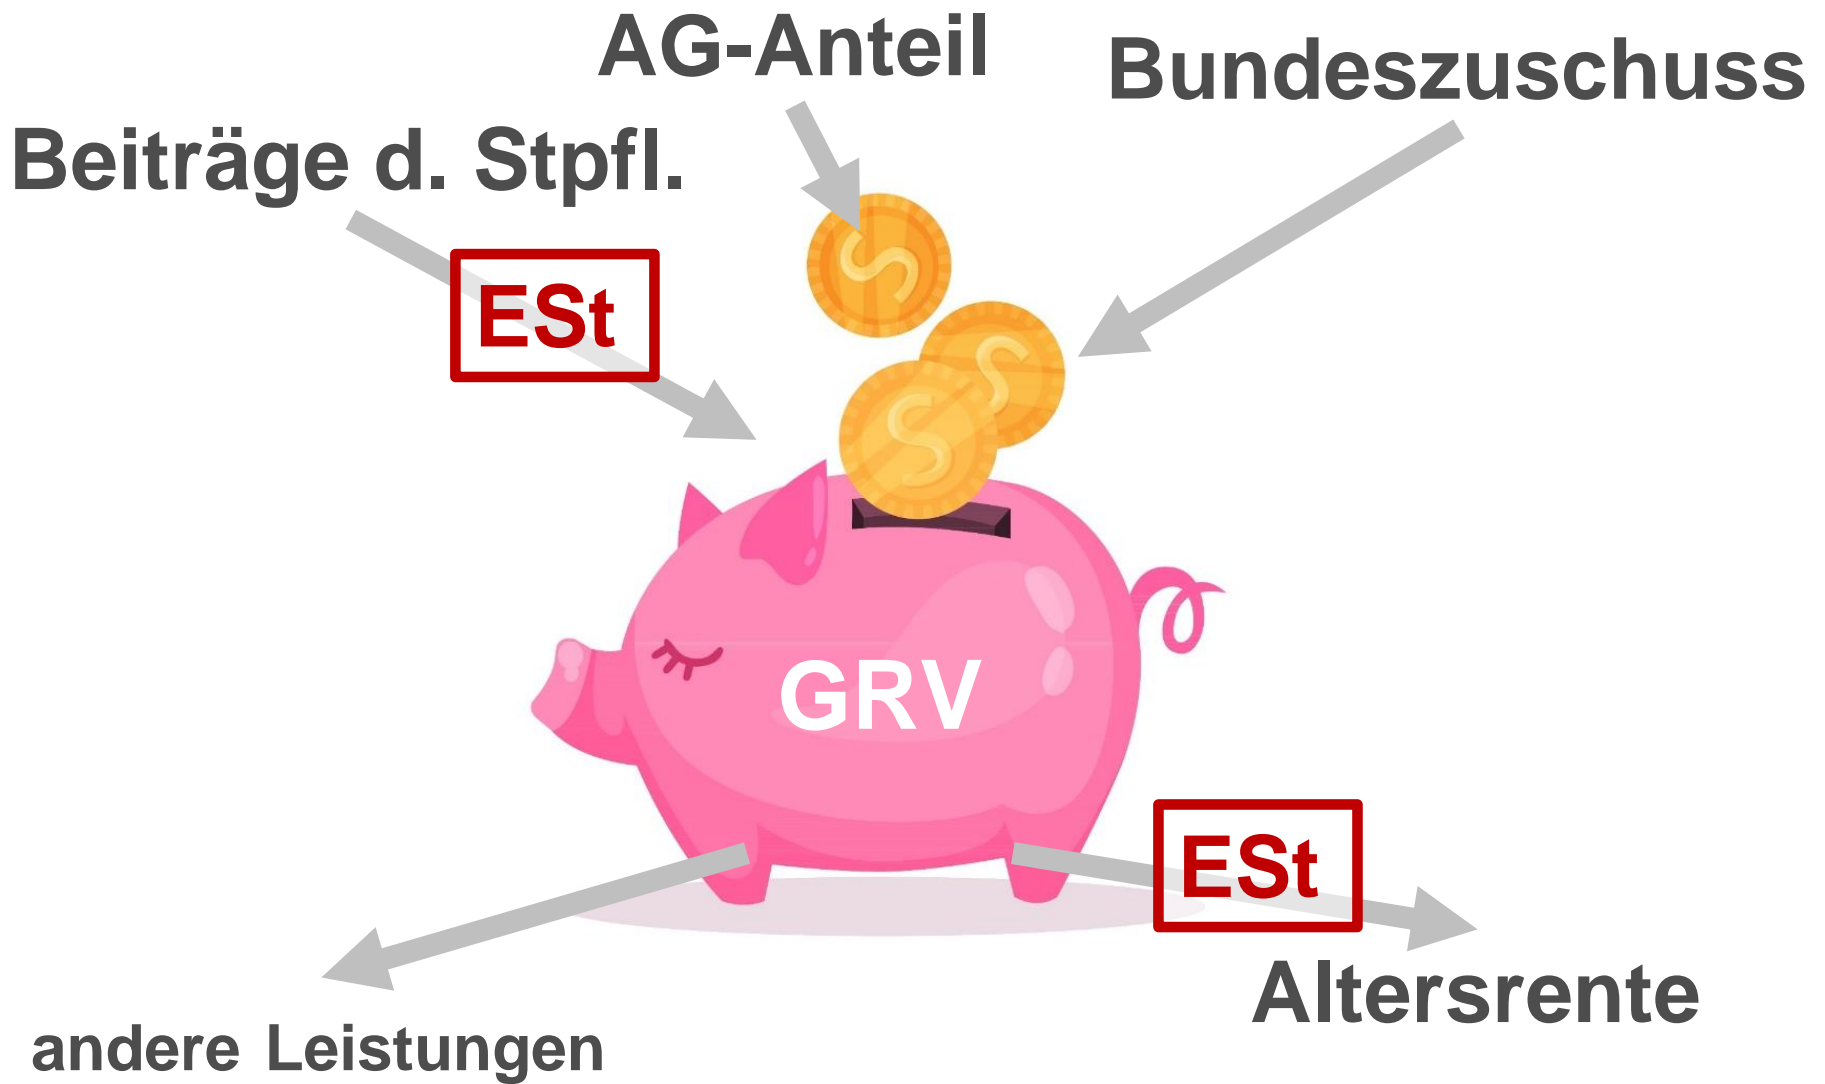 AG-Anteil
Bundeszuschuss
Beiträge d. Stpfl.
ESt
GRV
ESt
Altersrente
andere Leistungen